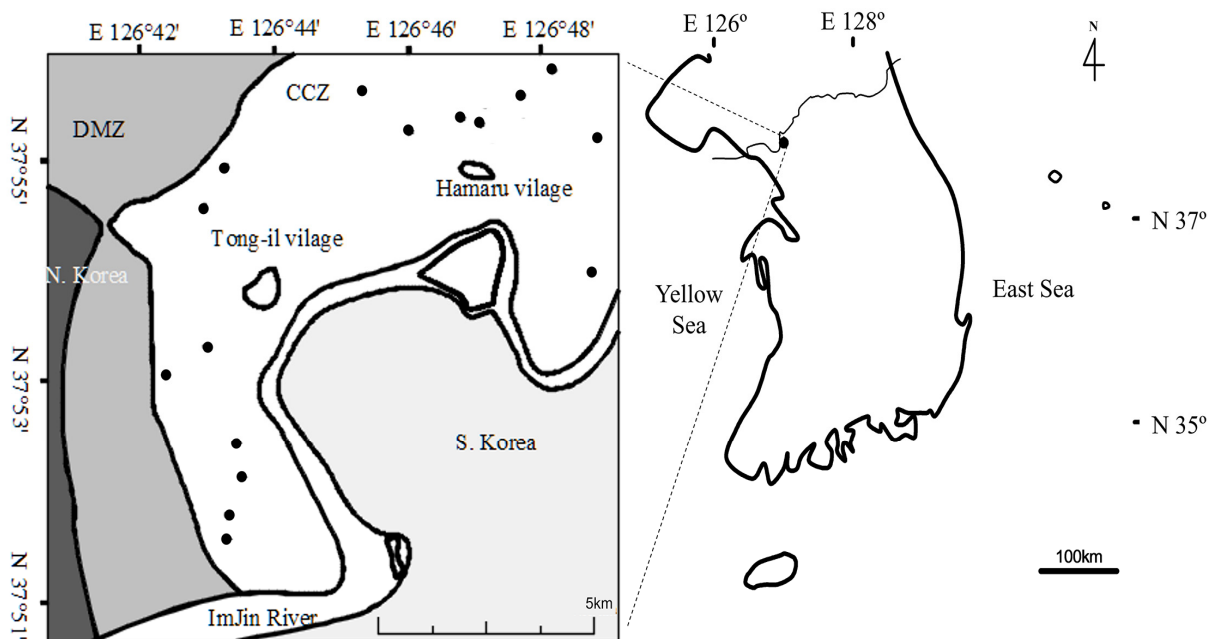 E 126°42' E 126°44' E 126°46' E 126°48'
CCZ
DMZ
N 37°55'
Hamaru vilage
Tong-il vilage
N. Korea
N 37°53'
S. Korea
N 37°51'
ImJin River
5km
E 126º E 128º
N
N 37º
Yellow
Sea
East Sea
N 35º
100km